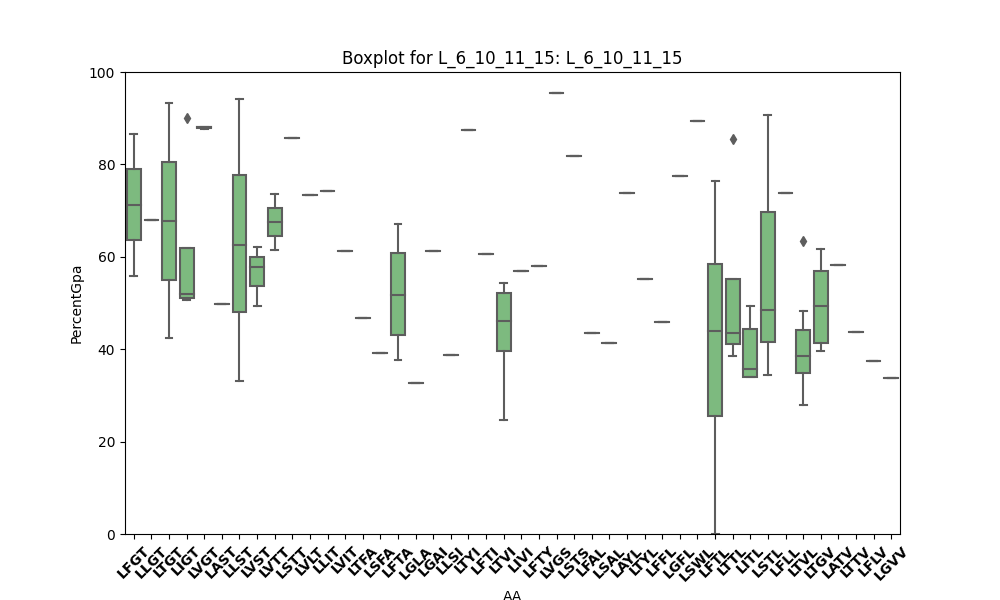 Boxplot for L_6_10_11_15: L_6_10_11_15
PercentGpa
100
80
60
40
20
0
LFGT
LLGT
LTGT
LIGT
LVGT
LAST
LLST
LVST
LVTT
LSTT
LVLT
LLIT
LVIT
LTFA
LSFA
LFTA
LGLA
LGAI
LLSI
LTYI
LFTI
LTVI
LIVI
LFTY
LVGS
LSTS
LFAL
LSAL
LAYL
LTYL
LFFL
LGFL
LSWL
LFTL
LTTL
LITL
LSTL
LFLL
LTVL
LTGV
LATV
LTTV
LFLV
LGVV
AA